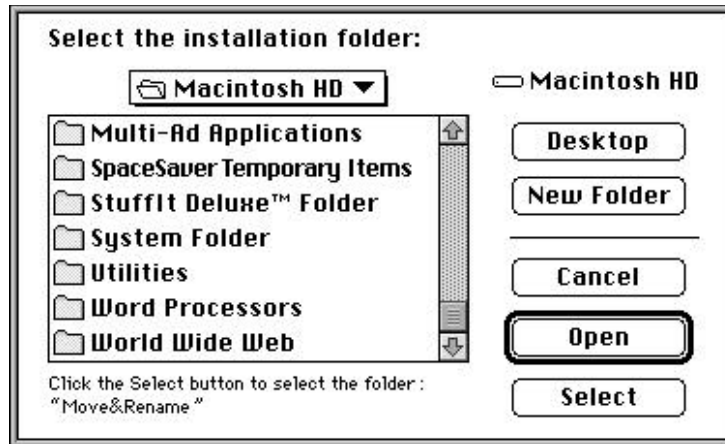 Select the installation folder:
Macintosh HD
Macintosh HD
Multi-Ad Applications
SpaceSaver Temporary Items
StuffIt Deluxe™ Folder
System Folder
Utilities
Word Processors
World Wide Web
Desktop
New Folder
Cancel
Open
Select
Click the Select button to select the folder:
"Move&Rename"